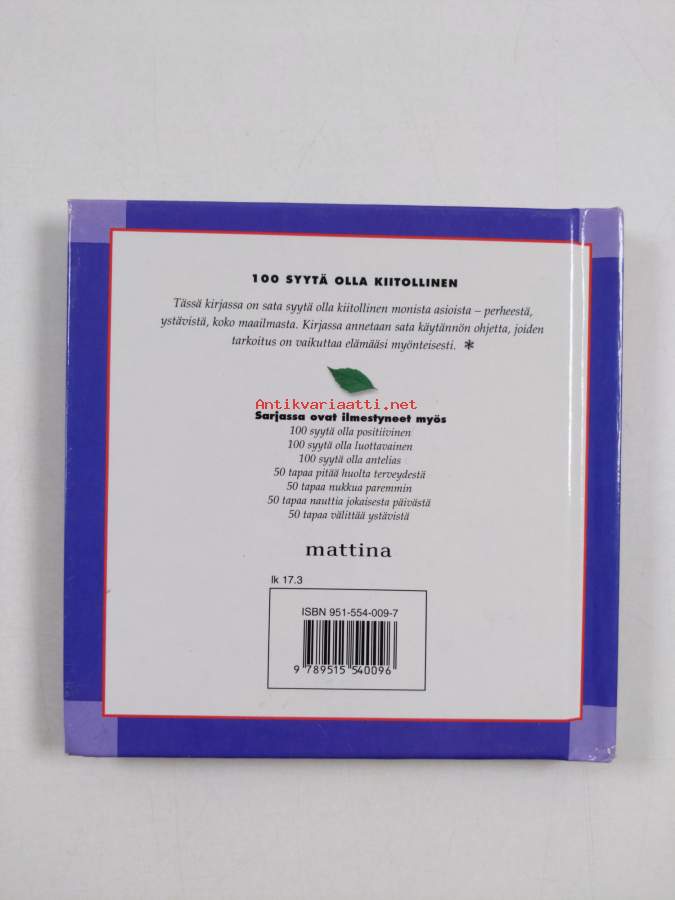 100 SYYTÄ OLLA KIITOLLINEN
Tässä kirjassa on sata syytä olla kiitollinen monista asioista – perheestä,
ystävistä, koko maailmasta. Kirjassa annetaan sata käytännön ohjetta, joiden
tarkoitus on vaikuttaa elämääsi myönteisesti. ✻
Antikvariaatti.net
Sarjassa ovat ilmestyneet myös
100 syytä olla positiivinen
100 syytä olla luottavainen
100 syytä olla antelias
50 tapaa pitää huolta terveydestä
50 tapaa nukkua paremmin
50 tapaa nauttia jokaisesta päivästä
50 tapaa välittää ystävistä
mattina
lk 17.3
ISBN 951-554-009-7
9 789515 540096